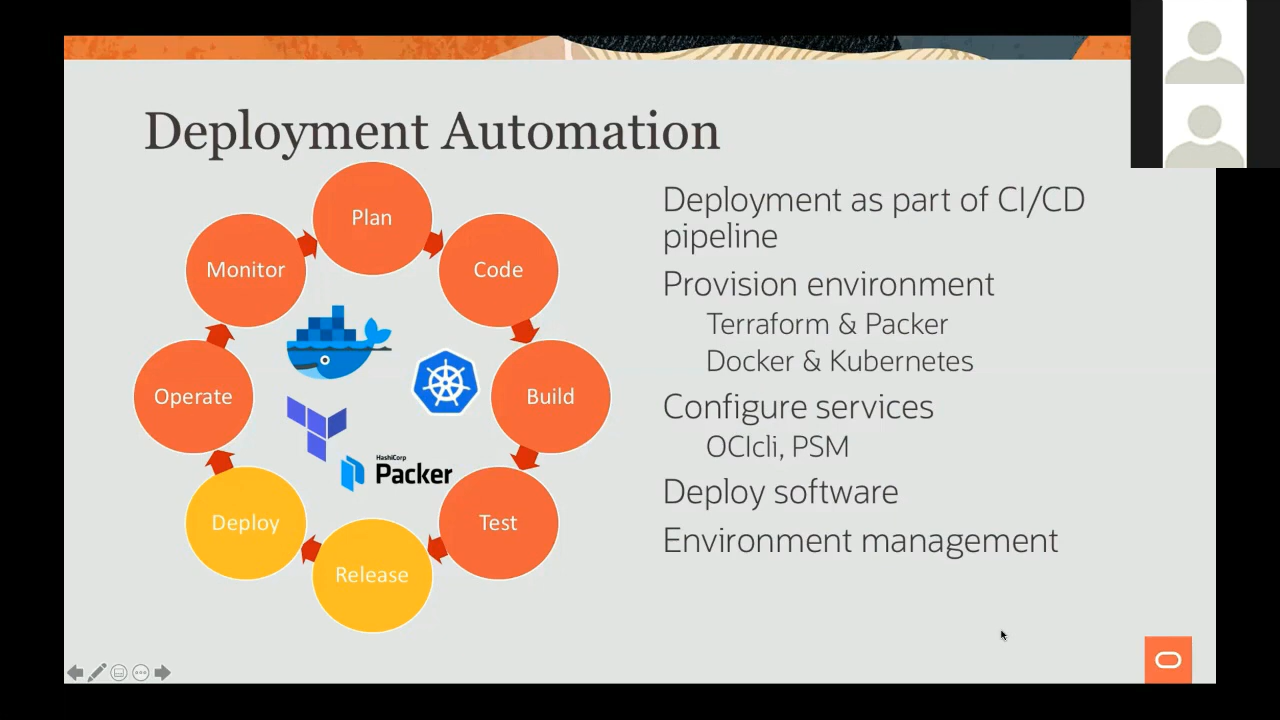 Deployment Automation
Plan
Code
Build
Test
Release
Deploy
Operate
Monitor
HashiCorp
Packer
Deployment as part of CI/CD
pipeline
Provision environment
Terraform & Packer
Docker & Kubernetes
Configure services
OCIcli, PSM
Deploy software
Environment management